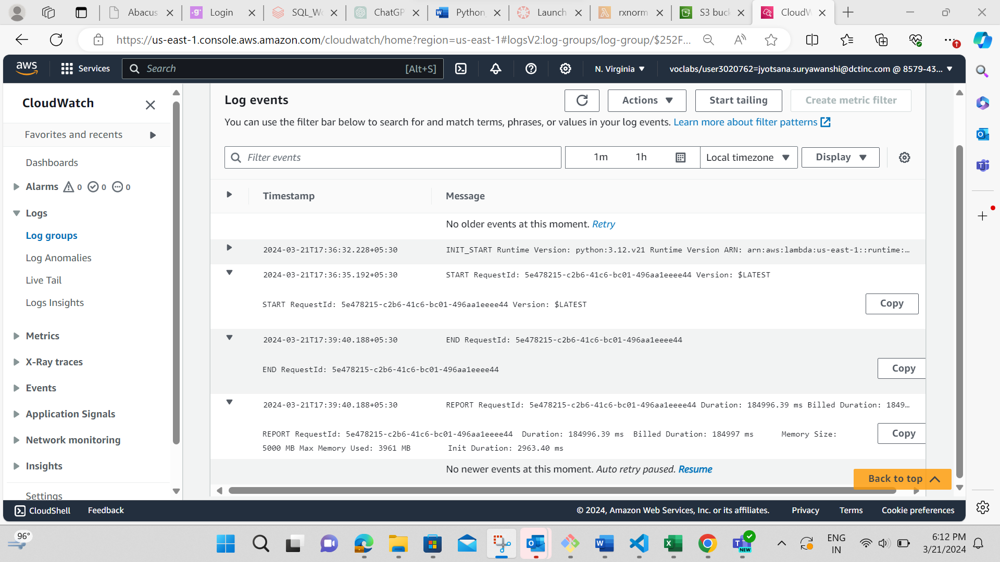 Abacus
Login
SQL_Wo
ChatGP
Python_
Launch
rxnorm
S3 buck
CloudW
https://us-east-1.console.aws.amazon.com/cloudwatch/home?region=us-east-1#logsV2:log-groups/log-group/$252F...
aws
Services
Search
[Alt+S]
N. Virginia
voclabs/user3020762=jyotsana.suryawanshi@dctinc.com @ 8579-43...
CloudWatch
Favorites and recents
Dashboards
Alarms 0 0 0
Logs
Log groups
Log Anomalies
Live Tail
Logs Insights
Metrics
X-Ray traces
Events
Application Signals
Network monitoring
Insights
Settings
Log events
Actions
Start tailing
Create metric filter
You can use the filter bar below to search for and match terms, phrases, or values in your log events. Learn more about filter patterns
Filter events
1m
1h
Local timezone
Display
Timestamp
Message
No older events at this moment. Retry
2024-03-21T17:36:32.228+05:30 INIT_START Runtime Version: python:3.12.v21 Runtime Version ARN: arn:aws:lambda:us-east-1::runtime:…
2024-03-21T17:36:35.192+05:30 START RequestId: 5e478215-c2b6-41c6-bc01-496aa1eeee44 Version: $LATEST
START RequestId: 5e478215-c2b6-41c6-bc01-496aa1eeee44 Version: $LATEST
Copy
2024-03-21T17:39:40.188+05:30 END RequestId: 5e478215-c2b6-41c6-bc01-496aa1eeee44
END RequestId: 5e478215-c2b6-41c6-bc01-496aa1eeee44
Copy
2024-03-21T17:39:40.188+05:30 REPORT RequestId: 5e478215-c2b6-41c6-bc01-496aa1eeee44 Duration: 184996.39 ms Billed Duration: 1849…
REPORT RequestId: 5e478215-c2b6-41c6-bc01-496aa1eeee44 Duration: 184996.39 ms Billed Duration: 184997 ms Memory Size:
5000 MB Max Memory Used: 3961 MB Init Duration: 2963.40 ms
Copy
No newer events at this moment. Auto retry paused. Resume
Back to top
CloudShell
Feedback
© 2024, Amazon Web Services, Inc. or its affiliates.
Privacy
Terms
Cookie preferences
96°
NEW
ENG
IN
6:12 PM
3/21/2024